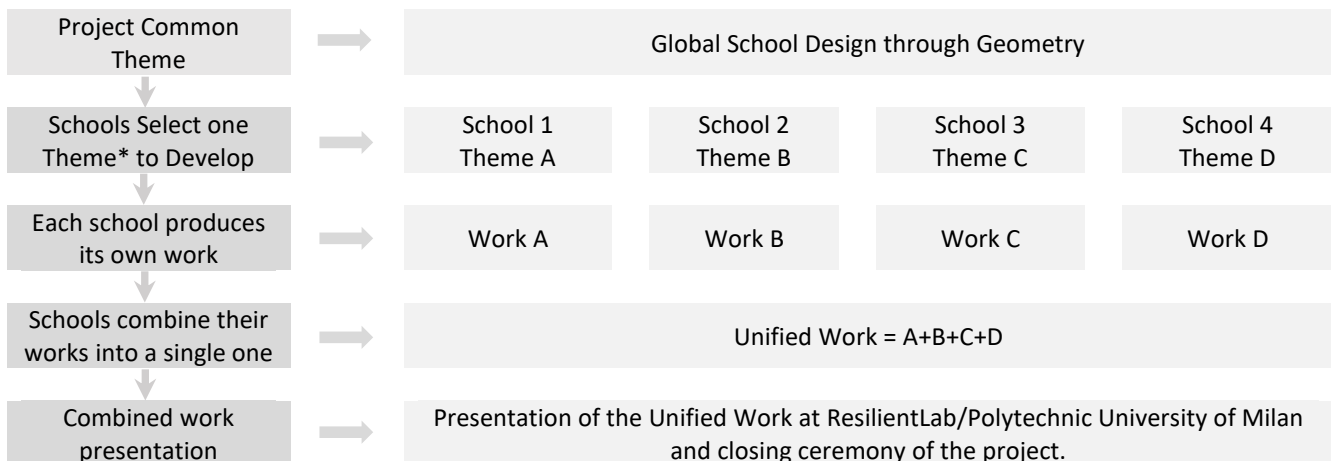 Project Common
Theme
Global School Design through Geometry
Schools Select one
Theme* to Develop
School 1
Theme A
School 2
Theme B
School 3
Theme C
School 4
Theme D
Each school produces
its own work
Work A
Work B
Work C
Work D
Schools combine their
works into a single one
Unified Work = A+B+C+D
Combined work
presentation
Presentation of the Unified Work at ResilientLab/Polytechnic University of Milan
and closing ceremony of the project.